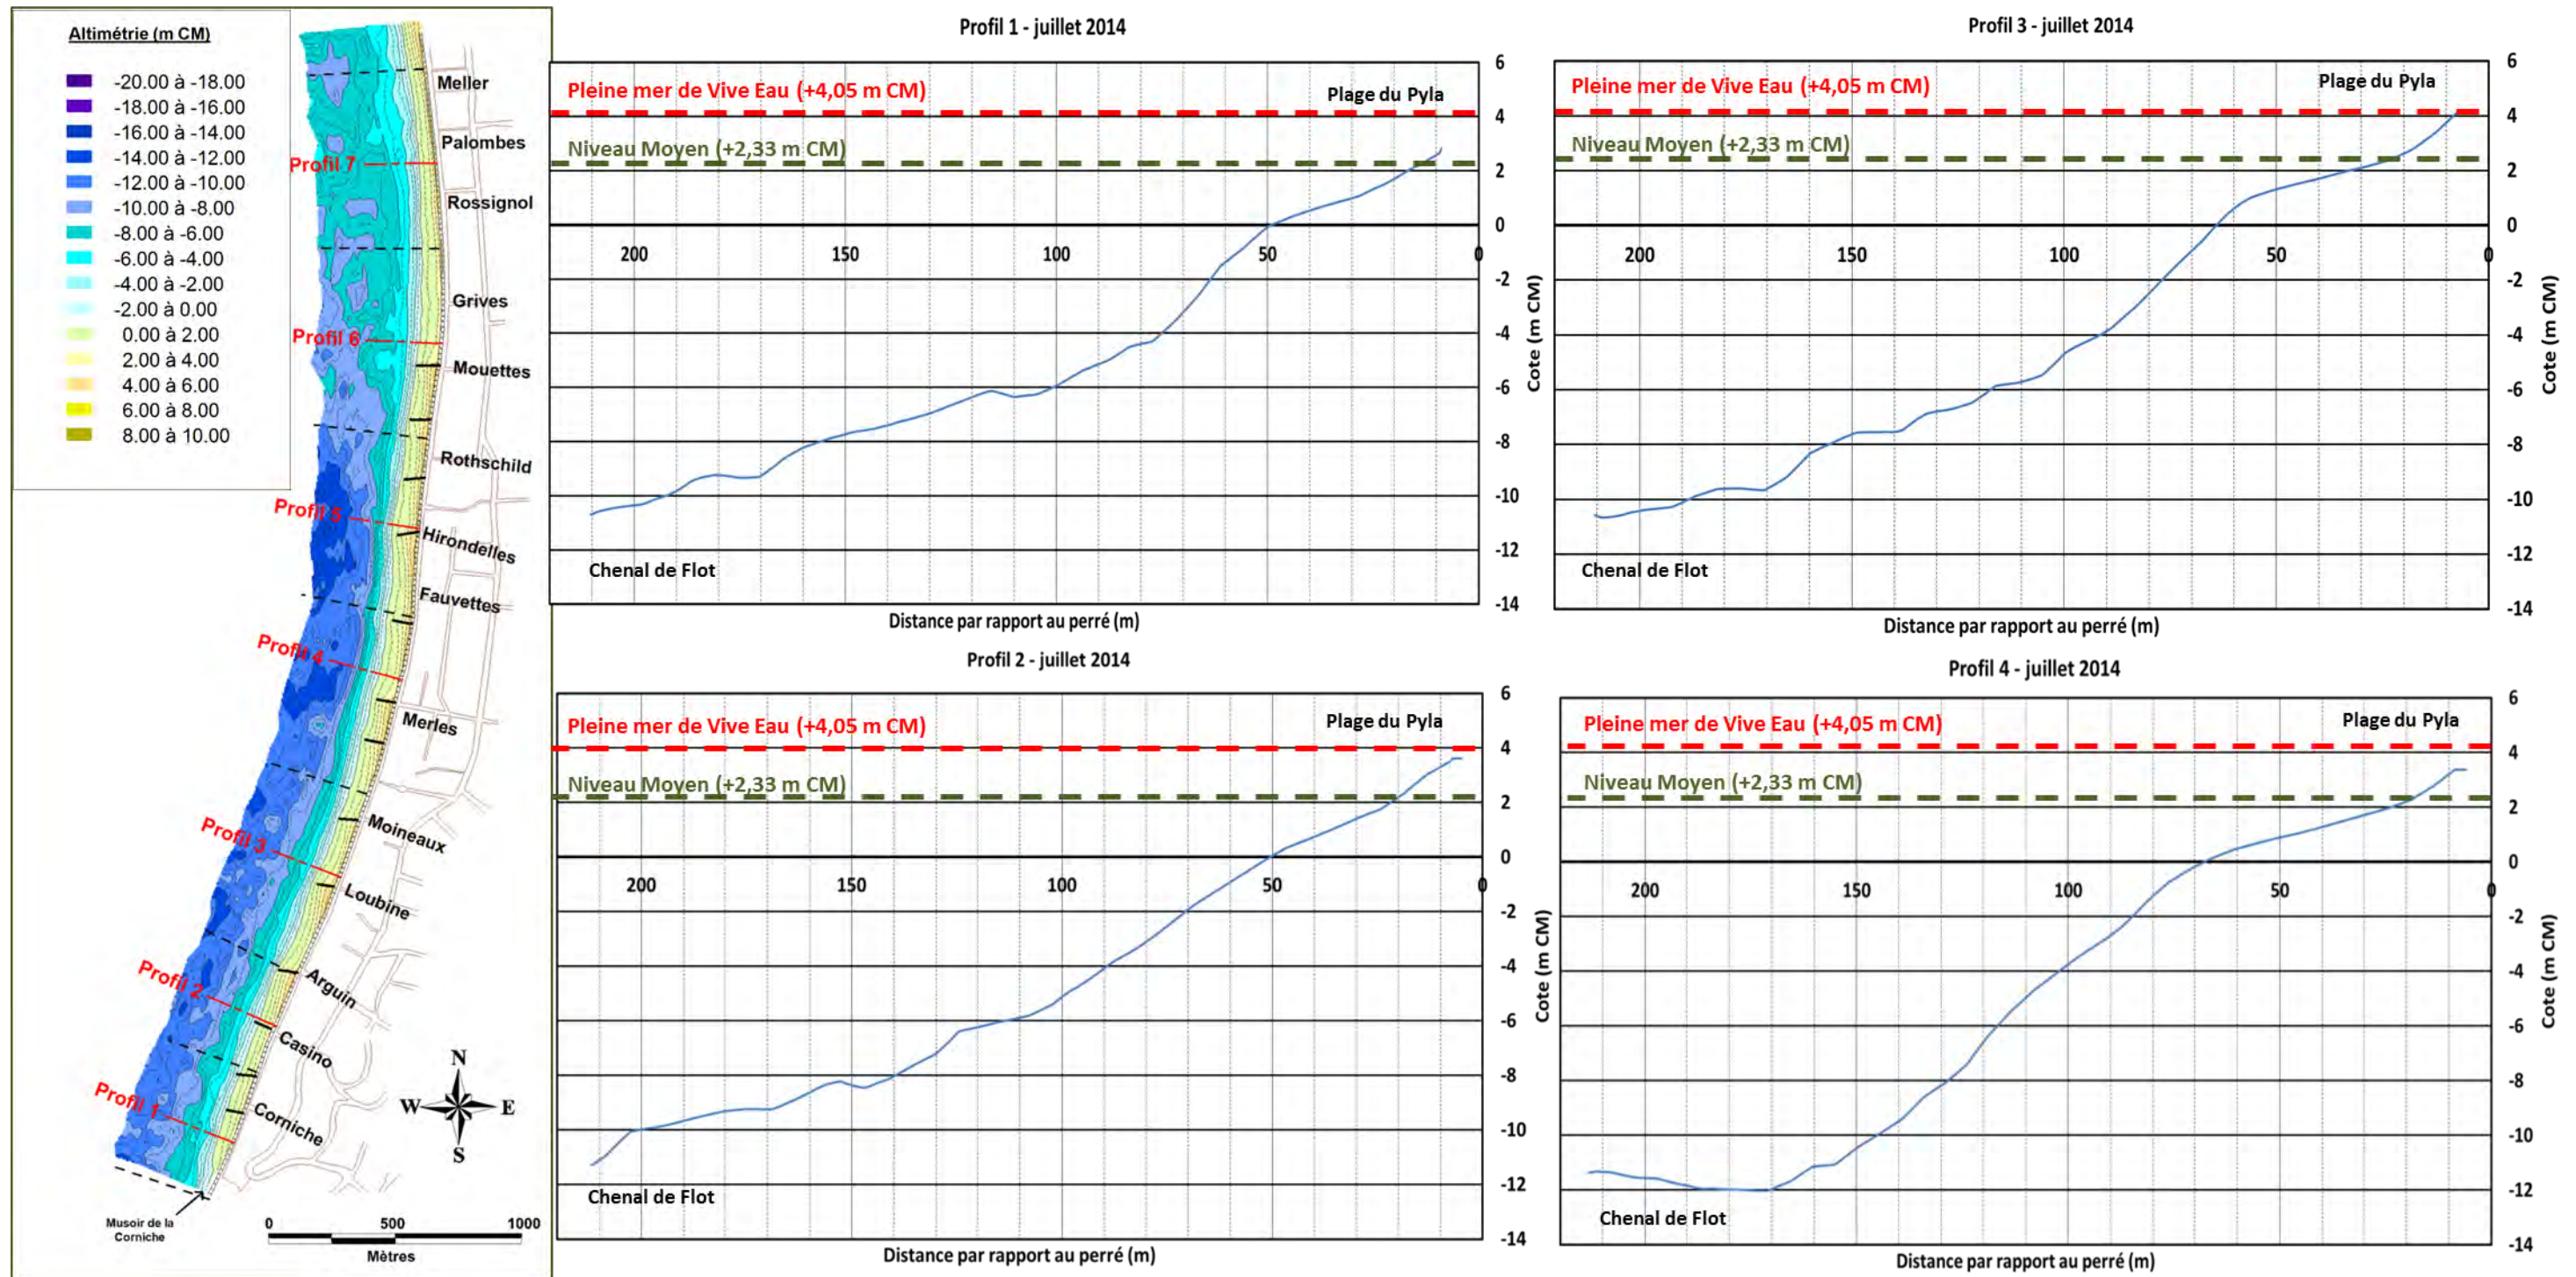 Altimétrie (m CM)
-20.00 à -18.00
-18.00 à -16.00
-16.00 à -14.00
-14.00 à -12.00
-12.00 à -10.00
-10.00 à -8.00
-8.00 à -6.00
-6.00 à -4.00
-4.00 à -2.00
-2.00 à 0.00
0.00 à 2.00
2.00 à 4.00
4.00 à 6.00
6.00 à 8.00
8.00 à 10.00
Meller
Palombes
Profil 7
Rossignol
Grives
Profil 6
Mouettes
Rothschild
Profil 5
Hirondelles
Fauvettes
Profil 4
Merles
Moineaux
Profil 3
Loubine
Arguin
Profil 2
Casino
Profil 1
Corniche
N
W E
S
Musoir de la
Corniche
0 500 1000
Mètres
Profil 1 - juillet 2014
Pleine mer de Vive Eau (+4,05 m CM)
Plage du Pyla
Niveau Moyen (+2,33 m CM)
6
4
2
0
-2
-4
-6
-8
-10
-12
-14
200 150 100 50 0
Cote (m CM)
Chenal de Flot
Distance par rapport au perré (m)
Profil 3 - juillet 2014
Pleine mer de Vive Eau (+4,05 m CM)
Plage du Pyla
Niveau Moyen (+2,33 m CM)
6
4
2
0
-2
-4
-6
-8
-10
-12
-14
200 150 100 50 0
Cote (m CM)
Chenal de Flot
Distance par rapport au perré (m)
Profil 2 - juillet 2014
Pleine mer de Vive Eau (+4,05 m CM)
Plage du Pyla
Niveau Moyen (+2,33 m CM)
6
4
2
0
-2
-4
-6
-8
-10
-12
-14
200 150 100 50 0
Cote (m CM)
Chenal de Flot
Distance par rapport au perré (m)
Profil 4 - juillet 2014
Pleine mer de Vive Eau (+4,05 m CM)
Plage du Pyla
Niveau Moyen (+2,33 m CM)
6
4
2
0
-2
-4
-6
-8
-10
-12
-14
200 150 100 50 0
Cote (m CM)
Chenal de Flot
Distance par rapport au perré (m)